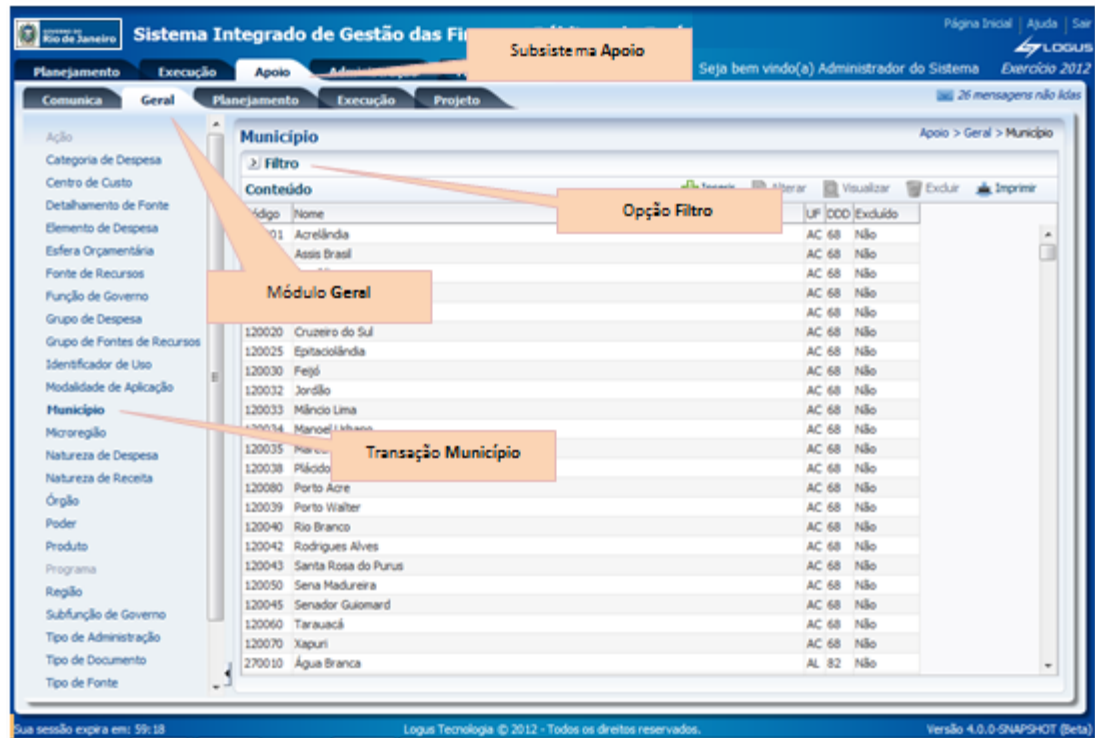 GOVERNO DO
Rio de Janeiro
Sistema Integrado de Gestão das
Página Inicial | Ajuda | Sair
LOGUS
Planejamento Execução Apoio
Seja bem vindo(a) Administrador do Sistema Exercício 2012
Subsistema Apoio
Comunica Geral Planejamento Execução Projeto
26 mensagens não lidas
Ação
Categoria de Despesa
Centro de Custo
Detalhamento de Fonte
Elemento de Despesa
Esfera Orçamentária
Fonte de Recursos
Função de Governo
Grupo de Despesa
Grupo de Fontes de Recursos
Identificador de Uso
Modalidade de Aplicação
Município
Microregião
Natureza de Despesa
Natureza de Receita
Órgão
Poder
Produto
Programa
Região
Subfunção de Governo
Tipo de Administração
Tipo de Documento
Tipo de Fonte
Município
Apoio > Geral > Município
Filtro
Conteúdo
Inserir Alterar Visualizar Excluir Imprimir
Opção Filtro
Nome UF DDD Excluído
Acrelândia AC 68 Não
Assis Brasil AC 68 Não
AC 68 Não
AC 68 Não
AC 68 Não
Módulo Geral
120020 Cruzeiro do Sul AC 68 Não
120025 Epitaciolândia AC 68 Não
120030 Feijó AC 68 Não
120032 Jordão AC 68 Não
120033 Mâncio Lima AC 68 Não
120034 Manoel Urbano AC 68 Não
120035 AC 68 Não
Transação Município
120038 Plácido AC 68 Não
120080 Porto Acre AC 68 Não
120039 Porto Walter AC 68 Não
120040 Rio Branco AC 68 Não
120042 Rodrigues Alves AC 68 Não
120043 Santa Rosa do Purus AC 68 Não
120050 Sena Madureira AC 68 Não
120045 Senador Guiomard AC 68 Não
120060 Tarauacá AC 68 Não
120070 Xapuri AC 68 Não
270010 Água Branca AL 82 Não
Sua sessão expira em: 59:18
Logus Tecnologia © 2012 - Todos os direitos reservados.
Versão 4.0.0-SNAPSHOT (Beta)